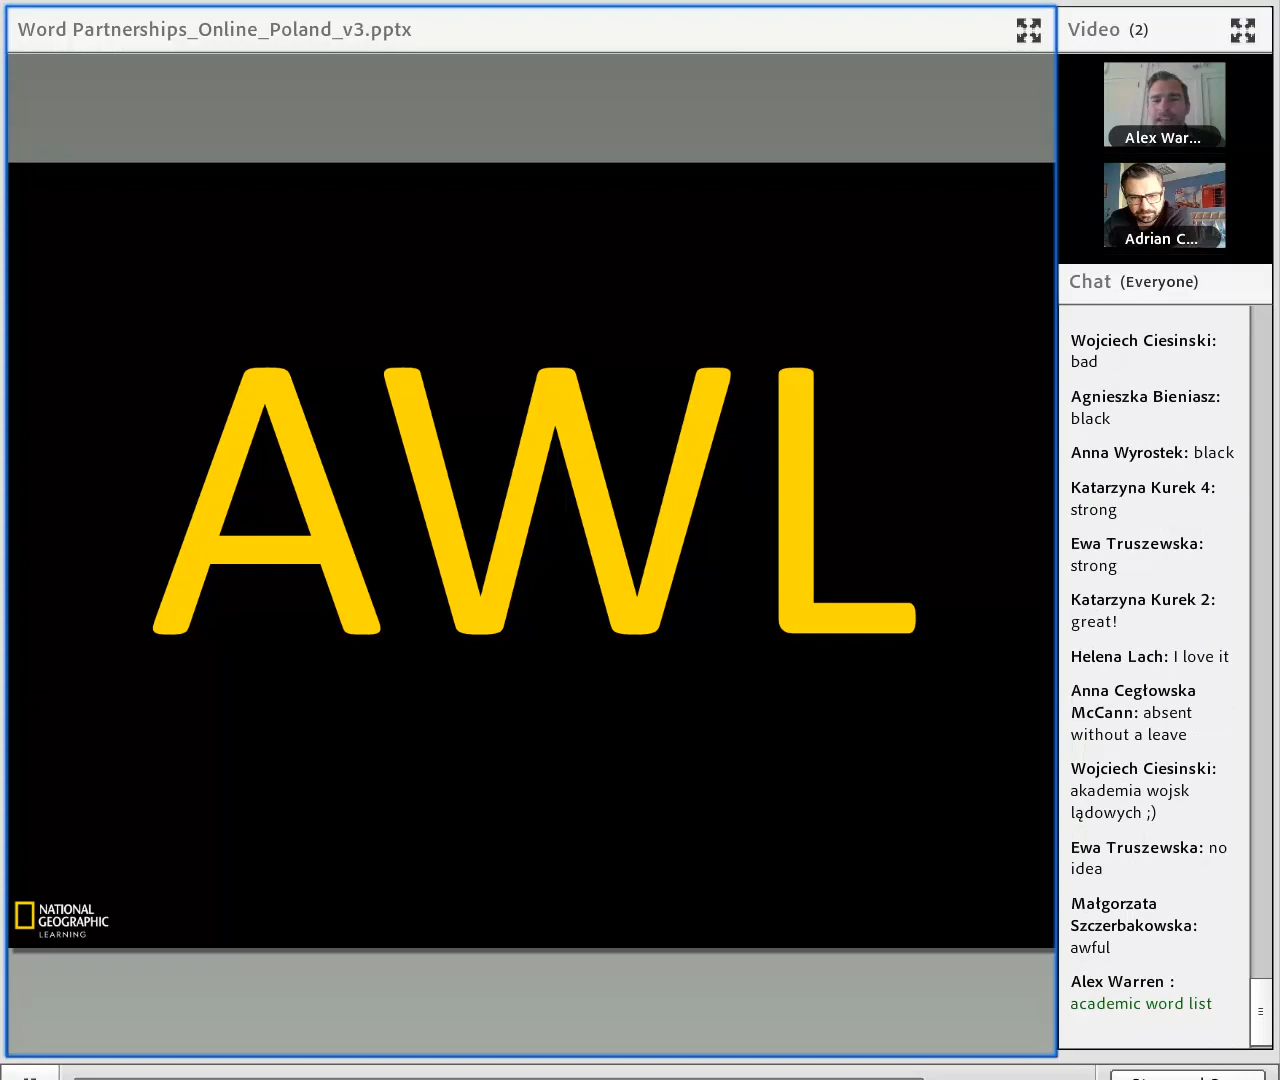 Word Partnerships_Online_Poland_v3.pptx
AWL
NATIONAL
GEOGRAPHIC
LEARNING
Video (2)
Alex War...
Adrian C...
Chat (Everyone)
Wojciech Ciesinski:
bad
Agnieszka Bieniasz:
black
Anna Wyrostek: black
Katarzyna Kurek 4:
strong
Ewa Truszewska:
strong
Katarzyna Kurek 2:
great!
Helena Lach: I love it
Anna Cegłowska
McCann: absent
without a leave
Wojciech Ciesinski:
akademia wojsk
lądowych ;)
Ewa Truszewska: no
idea
Małgorzata
Szczerbakowska:
awful
Alex Warren :
academic word list